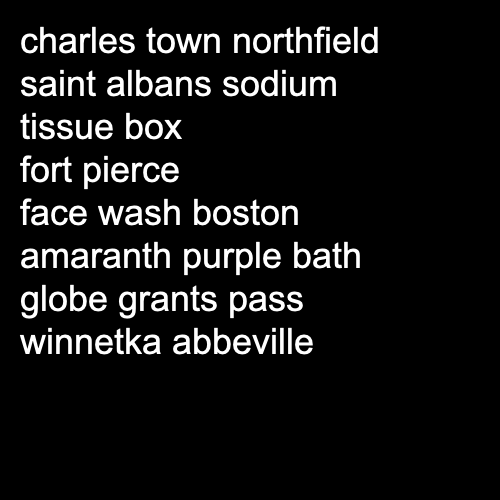 charles town northfield
saint albans sodium
tissue box
fort pierce
face wash boston
amaranth purple bath
globe grants pass
winnetka abbeville